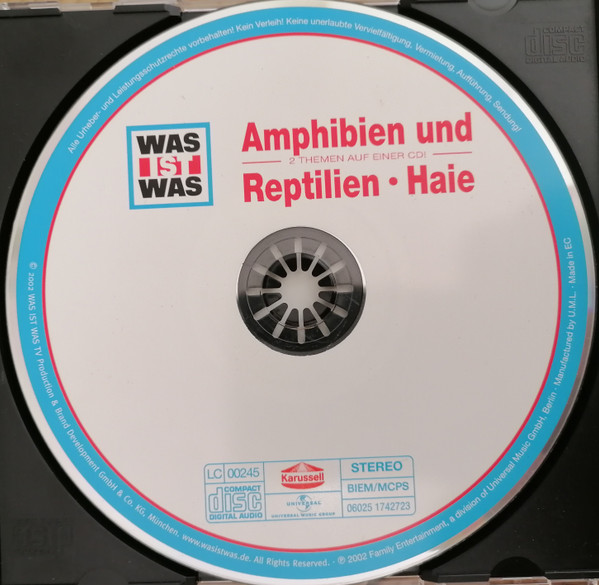 Alle Urheber- und Leistungsschutzrechte vorbehalten! Kein Verleih! Keine unerlaubte Vervielfältigung, Vermietung, Aufführung, Sendung!
COMPACT
disc
DIGITAL AUDIO
WAS
IST
WAS
Amphibien und
2 THEMEN AUF EINER CD!
Reptilien • Haie
LC 00245
Karussell
STEREO
COMPACT
disc
DIGITAL AUDIO
UNIVERSAL
UNIVERSAL MUSIC GROUP
BIEM/MCPS
06025 1742723
© 2002 WAS IST WAS TV Production & Brand Development GmbH & Co. KG, München. www.wasistwas.de. All Rights Reserved. · ℗ 2002 Family Entertainment, a division of Universal Music GmbH, Berlin · Manufactured by U.M.L. · Made in EC